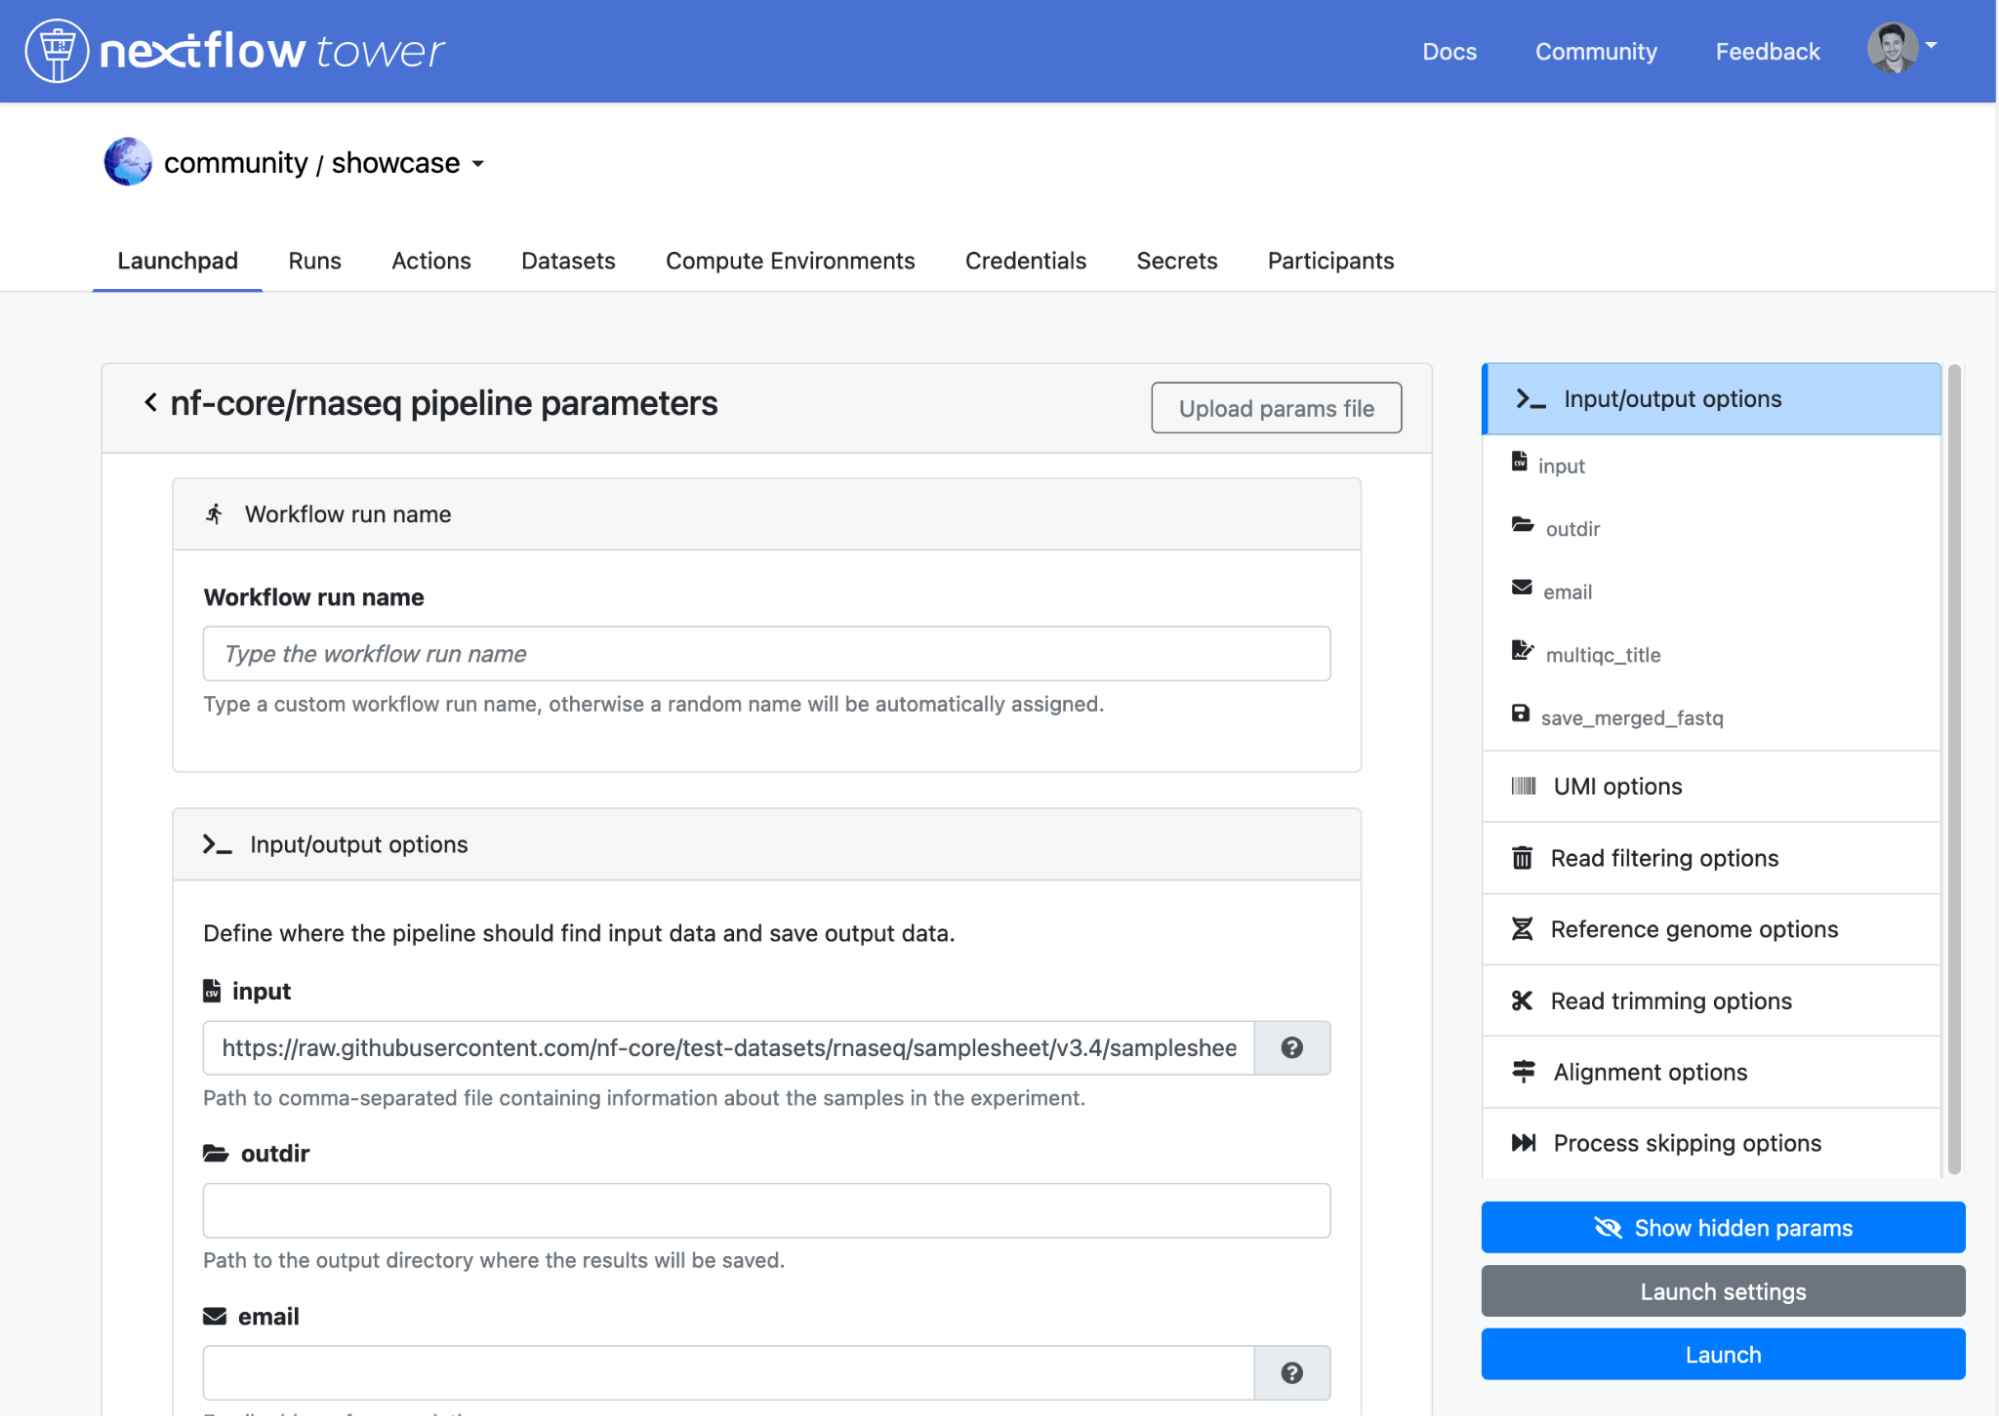 nextflow tower
Docs Community Feedback
community / showcase
Launchpad Runs Actions Datasets Compute Environments Credentials Secrets Participants
nf-core/rnaseq pipeline parameters
Upload params file
Workflow run name
Workflow run name
Type the workflow run name
Type a custom workflow run name, otherwise a random name will be automatically assigned.
Input/output options
Define where the pipeline should find input data and save output data.
input
https://raw.githubusercontent.com/nf-core/test-datasets/rnaseq/samplesheet/v3.4/sampleshee
Path to comma-separated file containing information about the samples in the experiment.
outdir
Path to the output directory where the results will be saved.
email
Input/output options
input
outdir
email
multiqc_title
save_merged_fastq
UMI options
Read filtering options
Reference genome options
Read trimming options
Alignment options
Process skipping options
Show hidden params
Launch settings
Launch